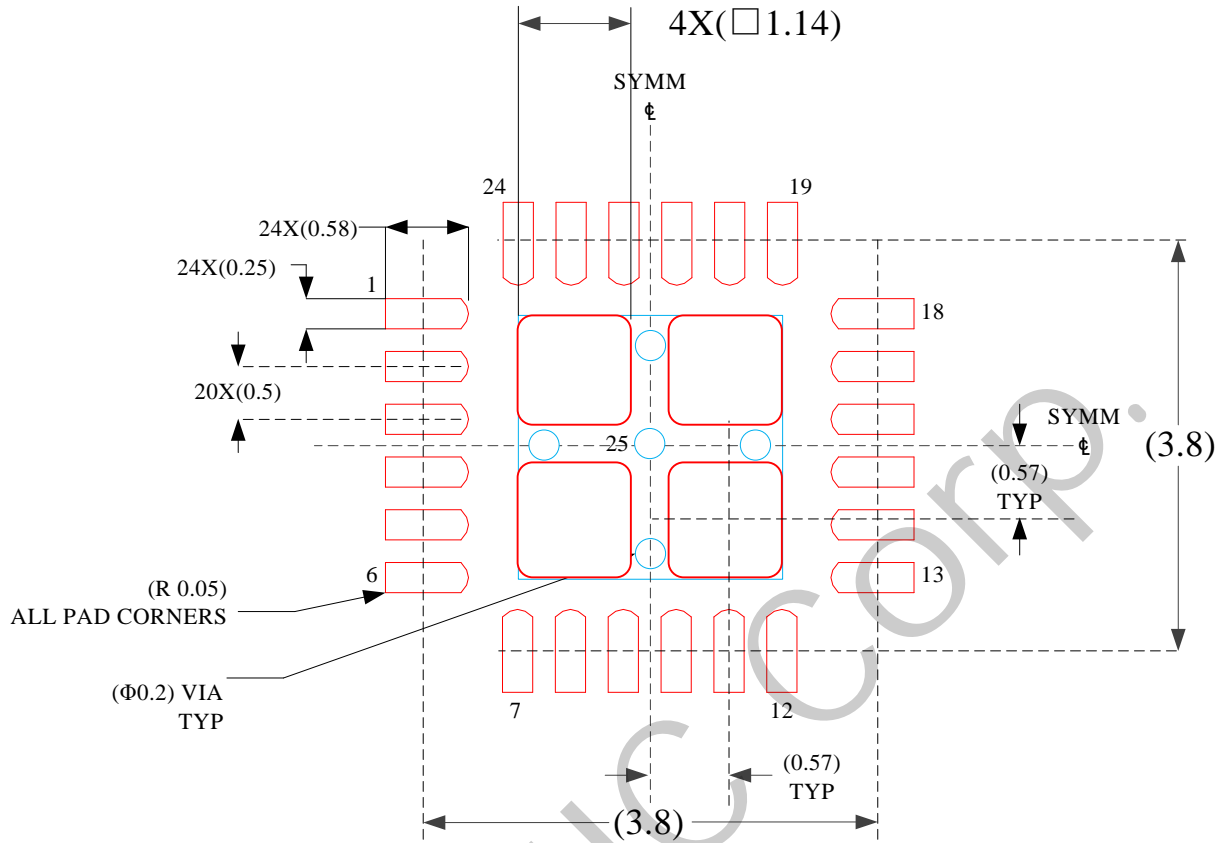 4X(□1.14)
SYMM
℄
24
19
24X(0.58)
24X(0.25)
1
18
20X(0.5)
SYMM
℄
(3.8)
25
(0.57)
TYP
6
13
(R 0.05)
ALL PAD CORNERS
(Φ0.2) VIA
TYP
7
12
(0.57)
TYP
(3.8)
Corp.